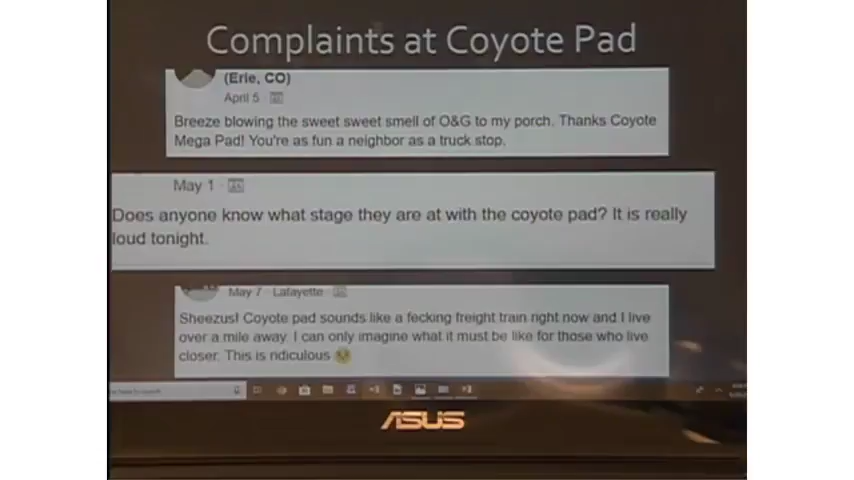 Complaints at Coyote Pad
(Erie, CO)
April 5
Breeze blowing the sweet sweet smell of O&G to my porch. Thanks Coyote
Mega Pad! You're as fun a neighbor as a truck stop.
May 1
Does anyone know what stage they are at with the coyote pad? It is really
loud tonight.
May 7 · Lafayette
Sheezus! Coyote pad sounds like a fecking freight train right now and I live
over a mile away. I can only imagine what it must be like for those who live
closer. This is ridiculous
ASUS